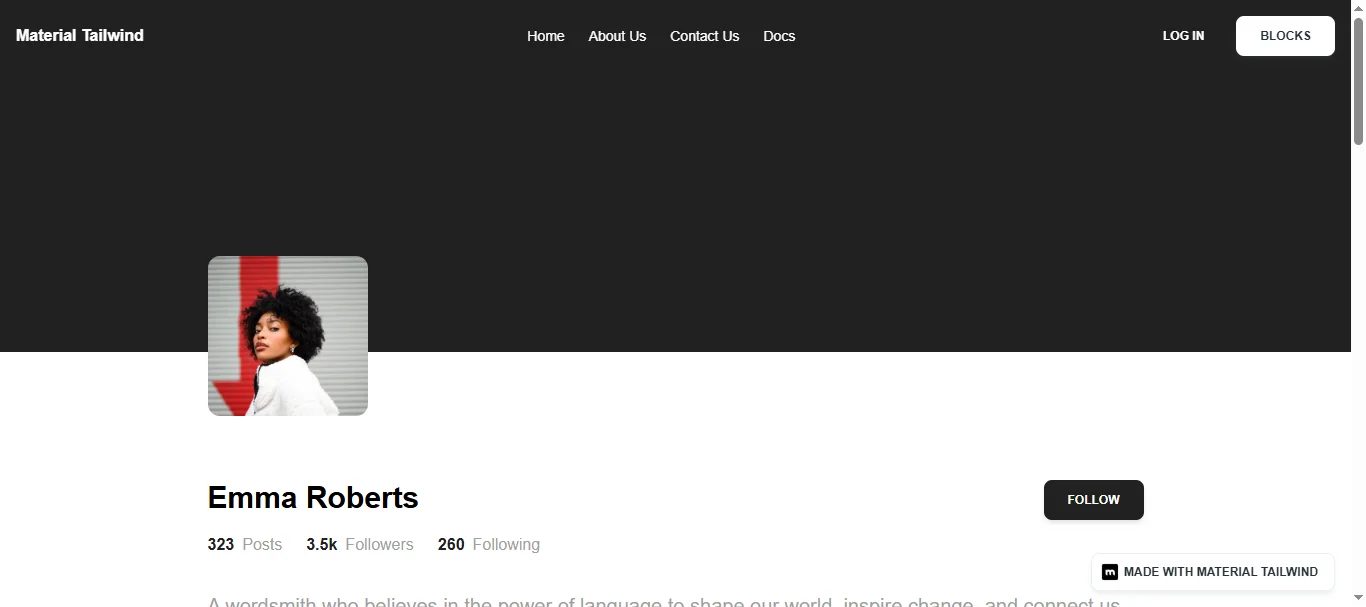 Material Tailwind
Home About Us Contact Us Docs
LOG IN
BLOCKS
Emma Roberts
FOLLOW
323 Posts 3.5k Followers 260 Following
m MADE WITH MATERIAL TAILWIND
A wordsmith who believes in the power of language to shape our world, inspire change, and connect us